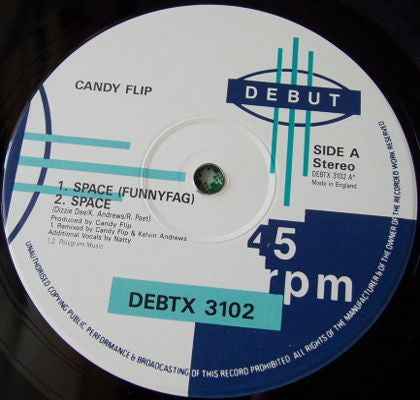 CANDY FLIP
DEBUT
SIDE A
Stereo
DEBTX 3102 A*
Made in England
1. SPACE (FUNNYFAG)
2. SPACE
(Dizzie Dee/K. Andrews/R. Peet)
Produced by Candy Flip
1. Remixed by Candy Flip & Kelvin Andrews
Additional Vocals by Natty
1,2. Polygram Music
45
rpm
DEBTX 3102
UNAUTHORISED COPYING PUBLIC PERFORMANCE & BROADCASTING OF THIS RECORD PROHIBITED ALL RIGHTS OF THE MANUFACTURER & OF THE OWNER OF THE RECORDED WORK RESERVED